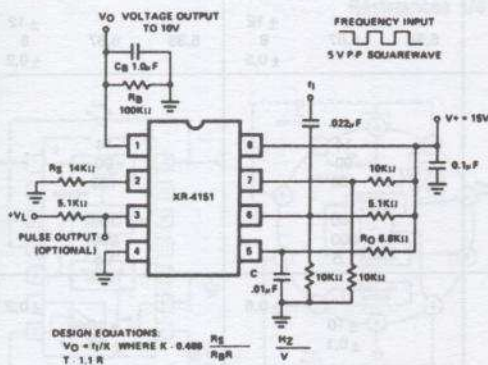 VO VOLTAGE OUTPUT
TO 10V
FREQUENCY INPUT
5 V P-P SQUAREWAVE
CB 1.0μF
RB
100KΩ
fI
.022μF
V+ = 15V
0.1μF
1
8
RS 14KΩ
2
XR-4151
7
10KΩ
+VL
5.1KΩ
3
6
5.1KΩ
PULSE OUTPUT
(OPTIONAL)
4
5
RO 6.8KΩ
C
.01μF
10KΩ
10KΩ
DESIGN EQUATIONS:
VO = fI/K WHERE K - 0.486 RS/RBR HZ/V
T - 1.1 R